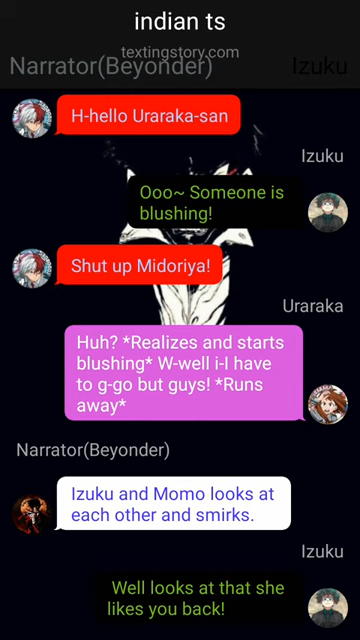 indian ts
textingstory.com
Narrator(Beyonder)
Izuku
H-hello Uraraka-san
Izuku
Ooo~ Someone is
blushing!
Shut up Midoriya!
Uraraka
Huh? *Realizes and starts
blushing* W-well i-I have
to g-go but guys! *Runs
away*
Narrator(Beyonder)
Izuku and Momo looks at
each other and smirks.
Izuku
Well looks at that she
likes you back!